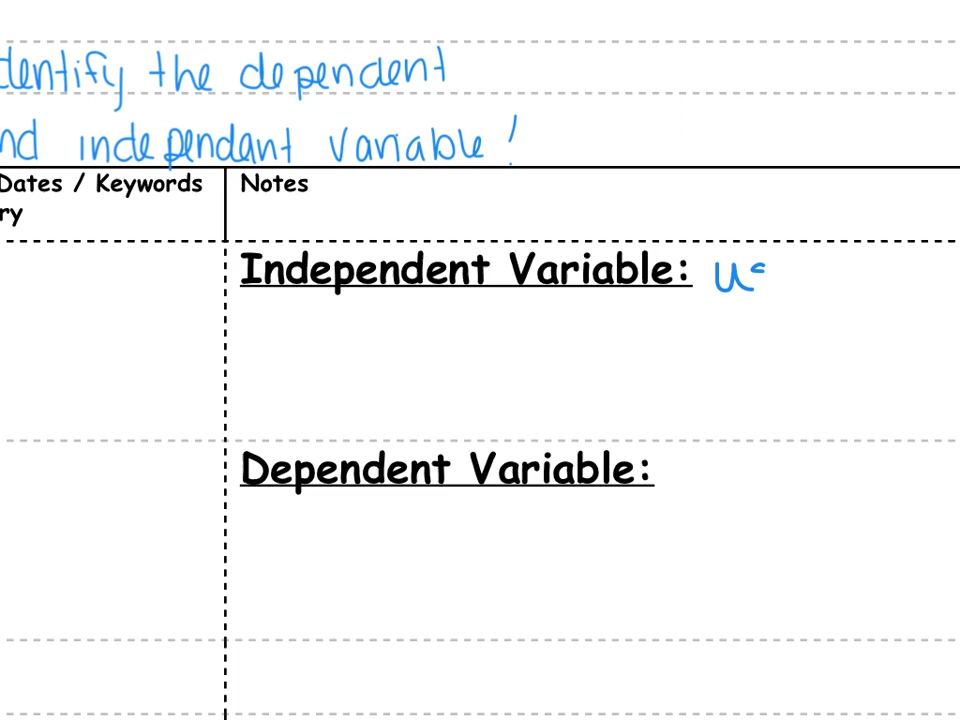 dentify the dependent
nd independant variable!
Dates / Keywords
ry
Notes
Independent Variable:
Dependent Variable: